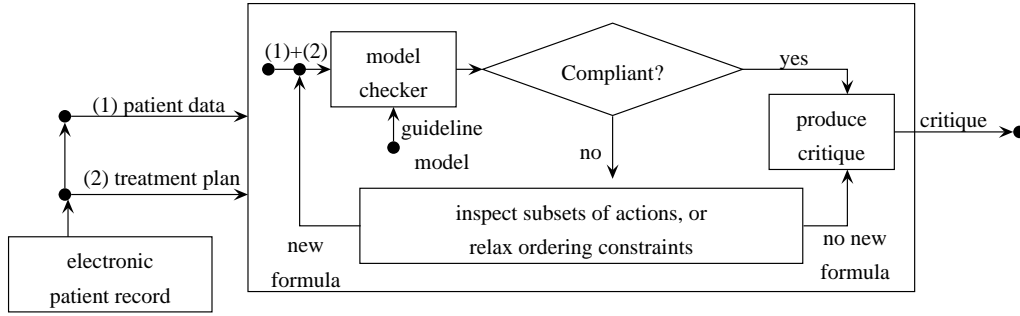 (1)+(2)
model
checker
Compliant?
yes
(1) patient data
guideline
model
produce
critique
critique
no
(2) treatment plan
inspect subsets of actions, or
relax ordering constraints
electronic
patient record
new
formula
no new
formula